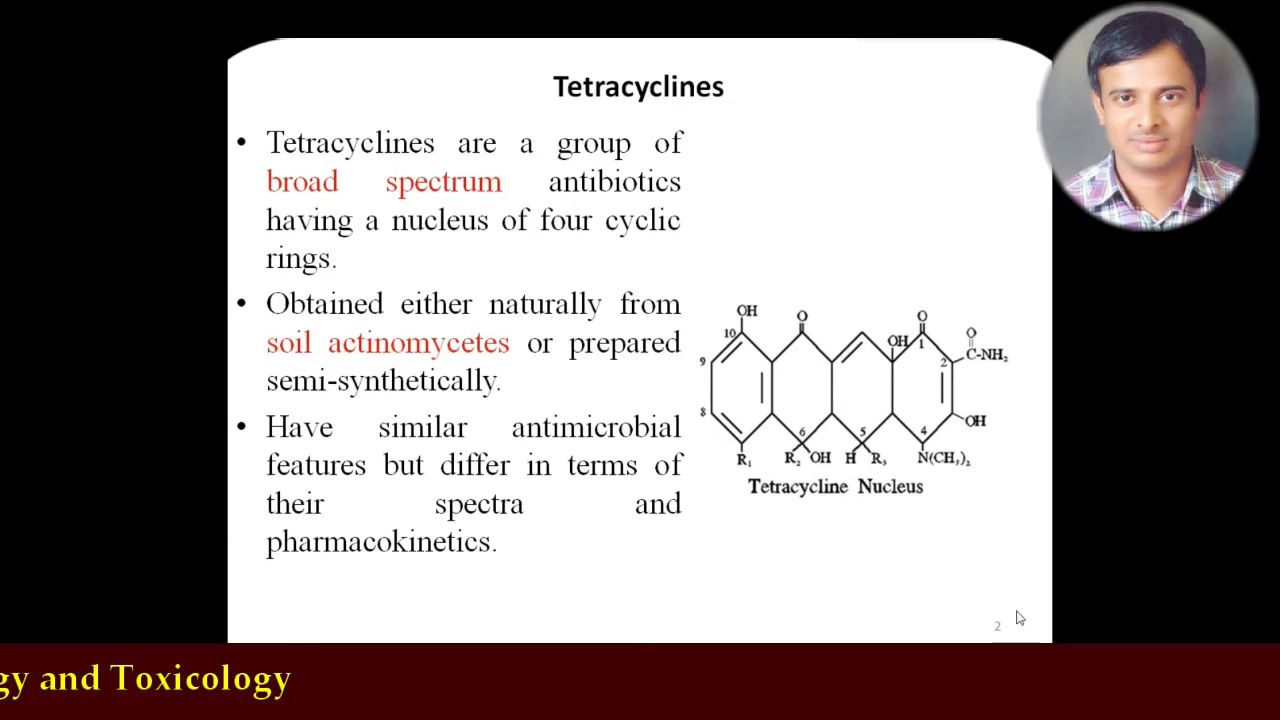 Tetracyclines
• Tetracyclines are a group of
broad spectrum antibiotics
having a nucleus of four cyclic
rings.
• Obtained either naturally from
soil actinomycetes or prepared
semi-synthetically.
• Have similar antimicrobial
features but differ in terms of
their spectra and
pharmacokinetics.
OH O OH O O
10 1 C-NH₂
9 2
8 OH
6 5 4
R₁ R₂ OH H R₃ N(CH₃)₂
Tetracycline Nucleus
2
gy and Toxicology